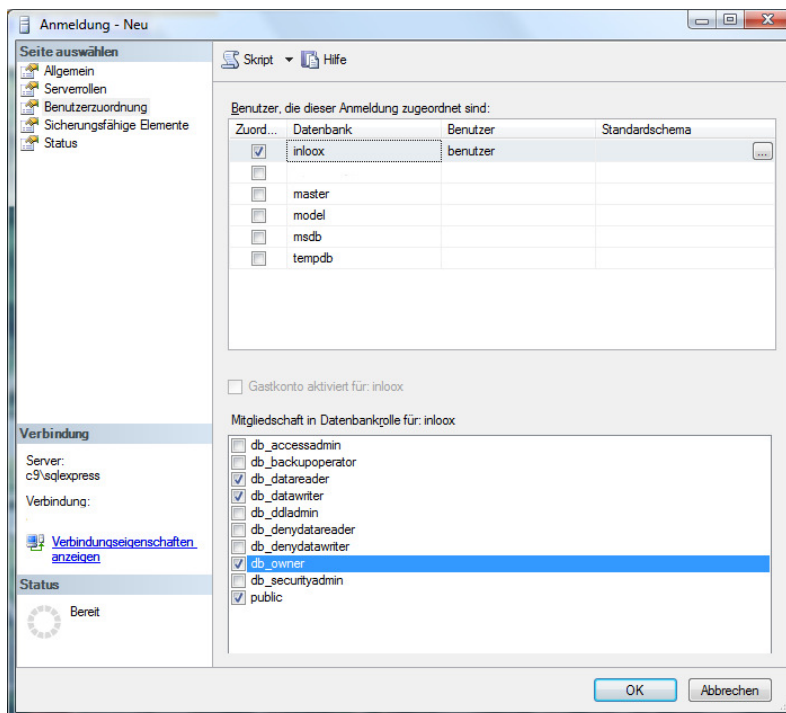 Anmeldung - Neu
Seite auswählen
Allgemein
Serverrollen
Benutzerzuordnung
Sicherungsfähige Elemente
Status
Skript
Hilfe
Benutzer, die dieser Anmeldung zugeordnet sind:
Zuord... Datenbank Benutzer Standardschema
inloox benutzer ...
master
model
msdb
tempdb
Gastkonto aktiviert für: inloox
Mitgliedschaft in Datenbankrolle für: inloox
db_accessadmin
db_backupoperator
db_datareader
db_datawriter
db_ddladmin
db_denydatareader
db_denydatawriter
db_owner
db_securityadmin
public
Verbindung
Server:
c9\sqlexpress
Verbindung:
Verbindungseigenschaften
anzeigen
Status
Bereit
OK
Abbrechen